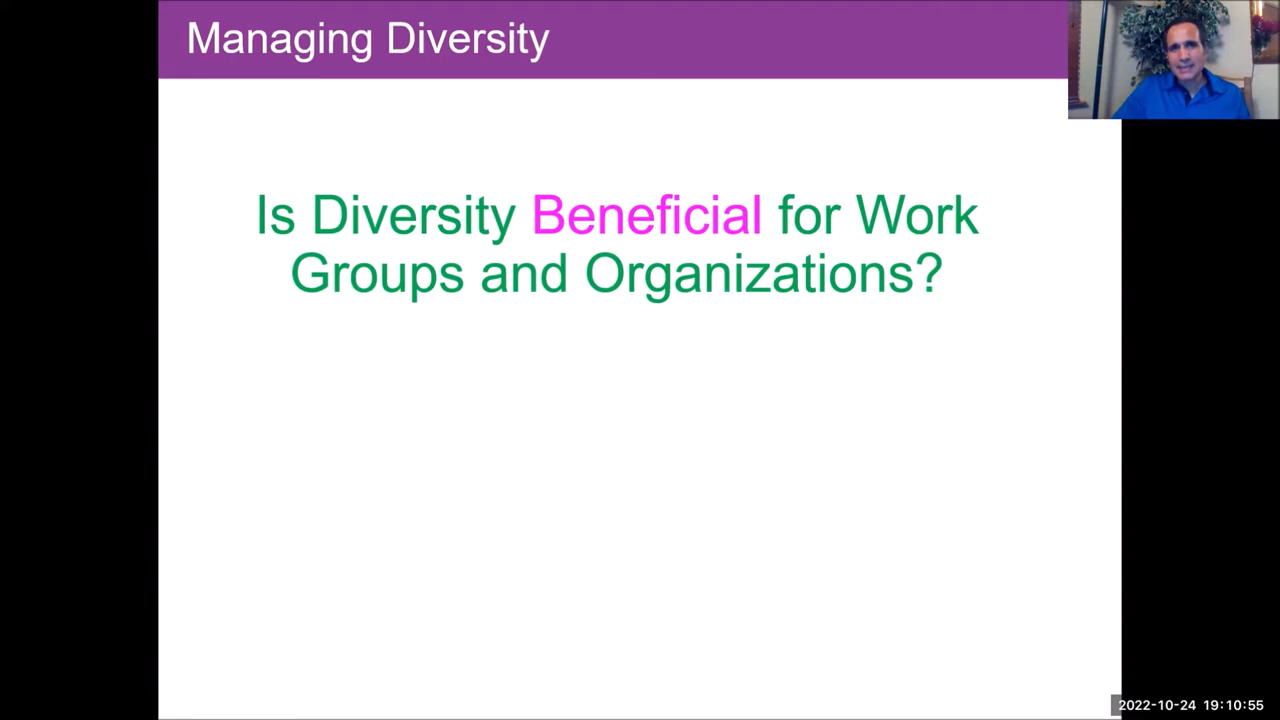 Managing Diversity
Is Diversity Beneficial for Work
Groups and Organizations?
2022-10-24 19:10:55